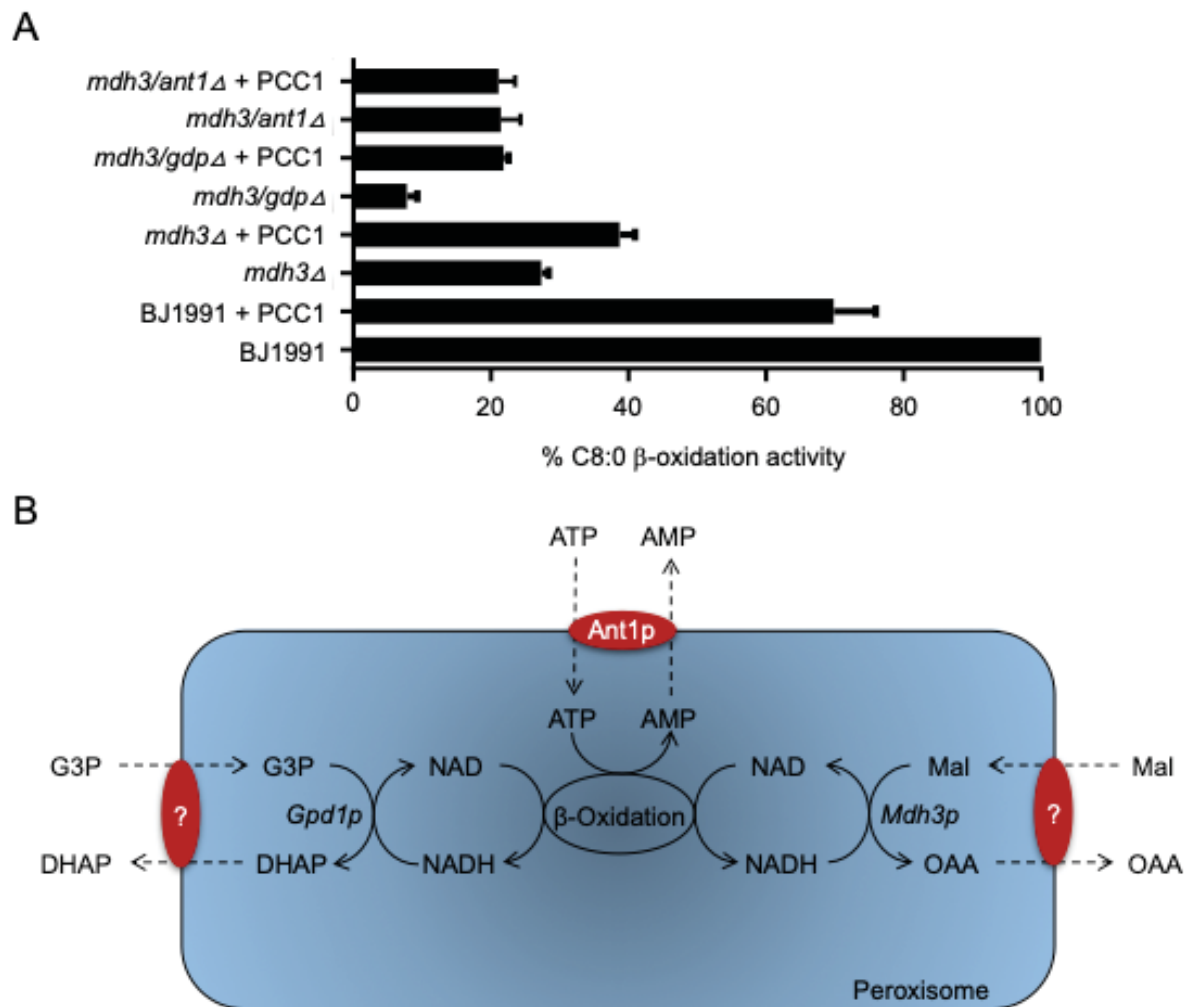 A
mdh3/ant1Δ + PCC1
mdh3/ant1Δ
mdh3/gdpΔ + PCC1
mdh3/gdpΔ
mdh3Δ + PCC1
mdh3Δ
BJ1991 + PCC1
BJ1991
0 20 40 60 80 100
% C8:0 β-oxidation activity
B
ATP AMP
Ant1p
ATP AMP
G3P G3P NAD NAD Mal Mal
? Gpd1p β-Oxidation Mdh3p ?
DHAP DHAP NADH NADH OAA OAA
Peroxisome